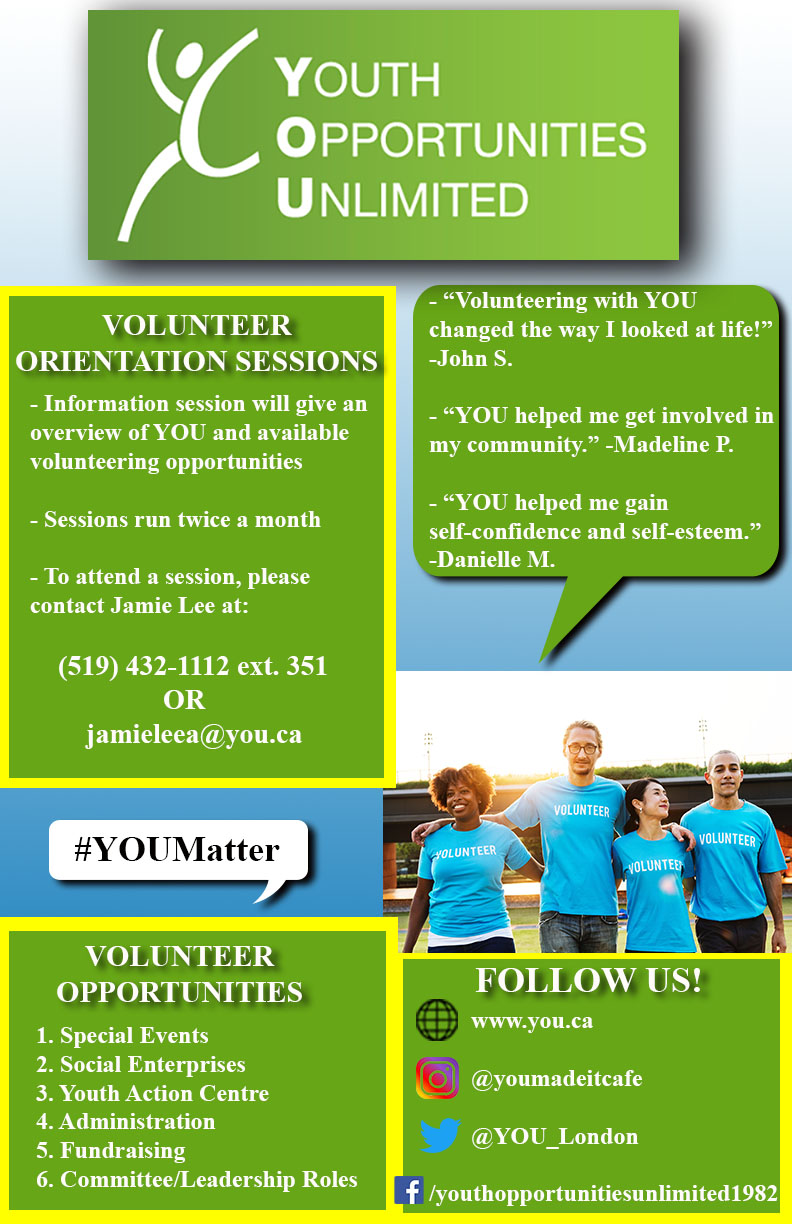 YOUTH
OPPORTUNITIES
UNLIMITED
VOLUNTEER
ORIENTATION SESSIONS
- Information session will give an
overview of YOU and available
volunteering opportunities
- Sessions run twice a month
- To attend a session, please
contact Jamie Lee at:
(519) 432-1112 ext. 351
OR
jamieleea@you.ca
- “Volunteering with YOU
changed the way I looked at life!”
-John S.
- “YOU helped me get involved in
my community.” -Madeline P.
- “YOU helped me gain
self-confidence and self-esteem.”
-Danielle M.
VOLUNTEER
VOLUNTEER
VOLUNTEER
VOLUNTEER
#YOUMatter
VOLUNTEER
OPPORTUNITIES
1. Special Events
2. Social Enterprises
3. Youth Action Centre
4. Administration
5. Fundraising
6. Committee/Leadership Roles
FOLLOW US!
www.you.ca
@youmadeitcafe
@YOU_London
f /youthopportunitiesunlimited1982